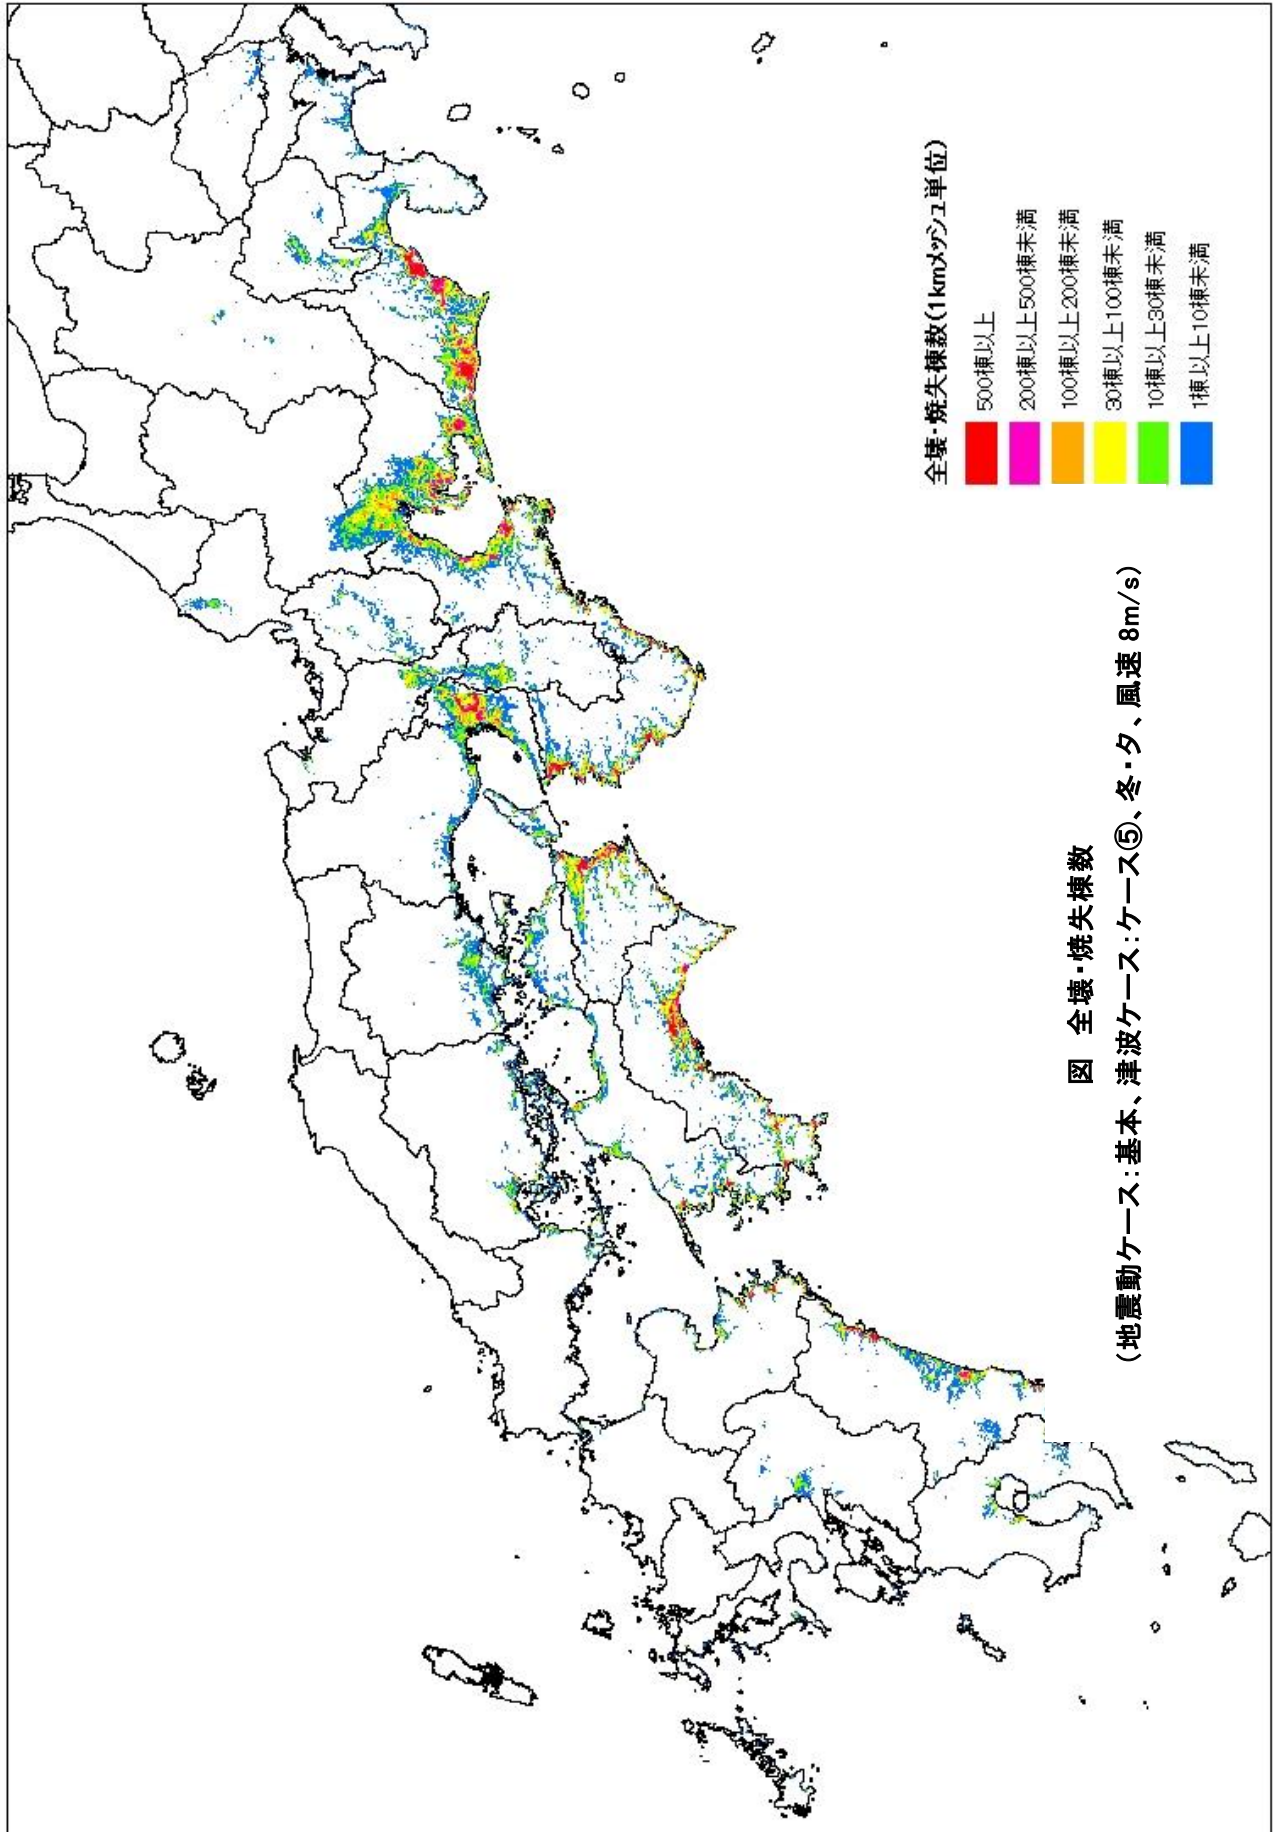 全壊・焼失棟数(1kmメッシュ単位)
500棟以上
200棟以上500棟未満
100棟以上200棟未満
30棟以上100棟未満
10棟以上30棟未満
1棟以上10棟未満
図 全壊・焼失棟数
(地震動ケース:基本、津波ケース:ケース⑤、冬・夕、風速 8m/s)